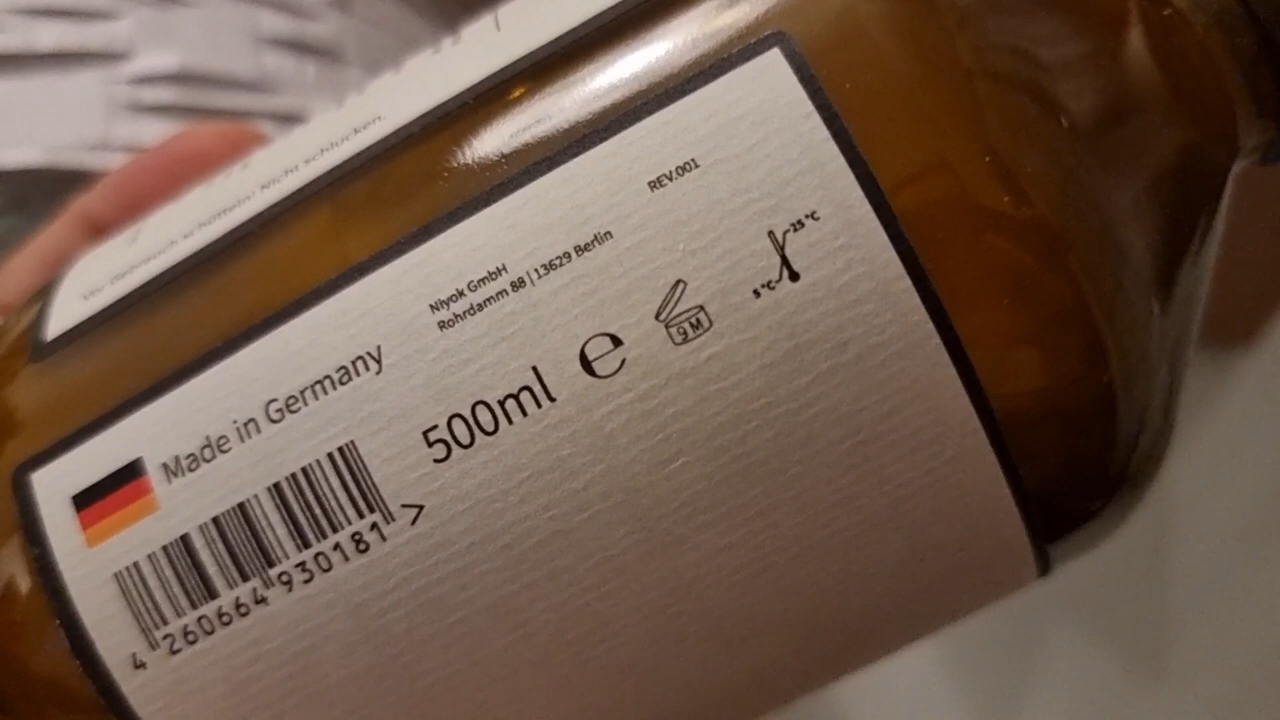 Vor Gebrauch schütteln! Nicht schlucken.
REV.001
Niyok GmbH
Rohrdamm 88 | 13629 Berlin
25 °C
5 °C
9 M
500ml e
Made in Germany
4 260664 930181 >